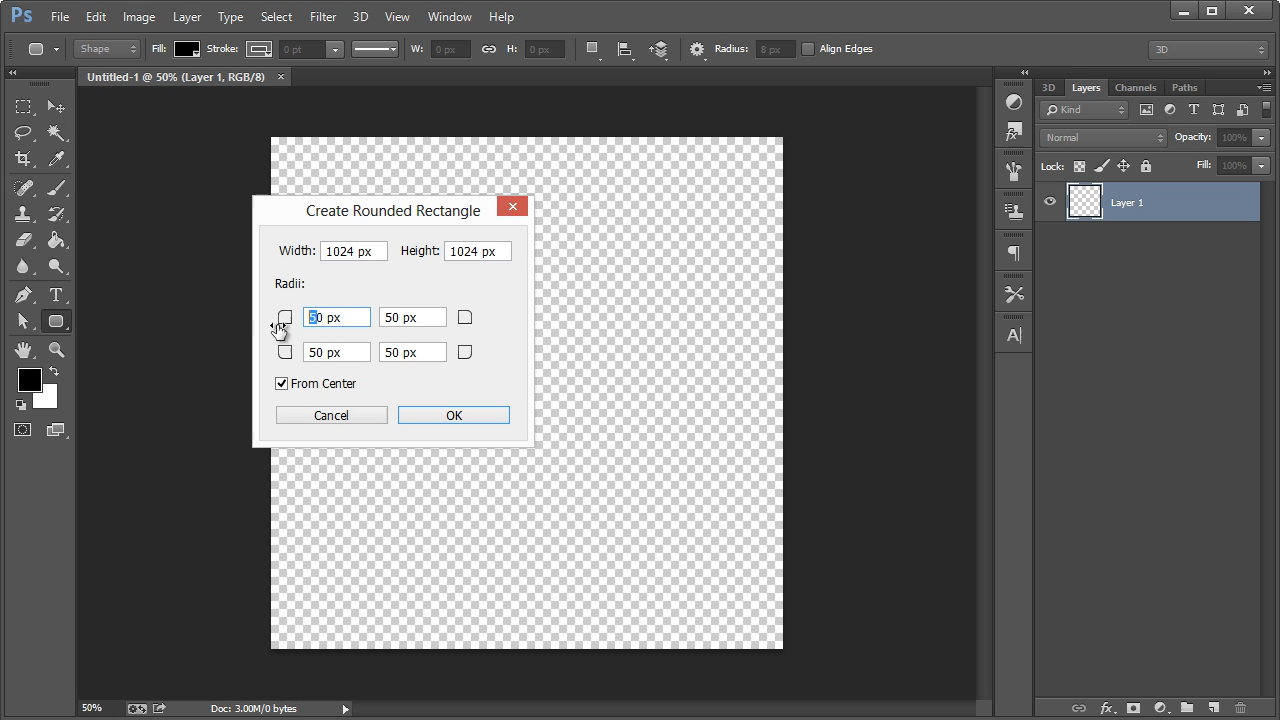 Ps File Edit Image Layer Type Select Filter 3D View Window Help
Shape Fill: Stroke: 0 pt W: 0 px H: 0 px Radius: 8 px Align Edges 3D
Untitled-1 @ 50% (Layer 1, RGB/8) ×
3D Layers Channels Paths
Kind
Normal Opacity: 100%
Lock: Fill: 100%
Layer 1
Create Rounded Rectangle
Width: 1024 px Height: 1024 px
Radii:
50 px 50 px
50 px 50 px
From Center
Cancel OK
50% Doc: 3.00M/0 bytes